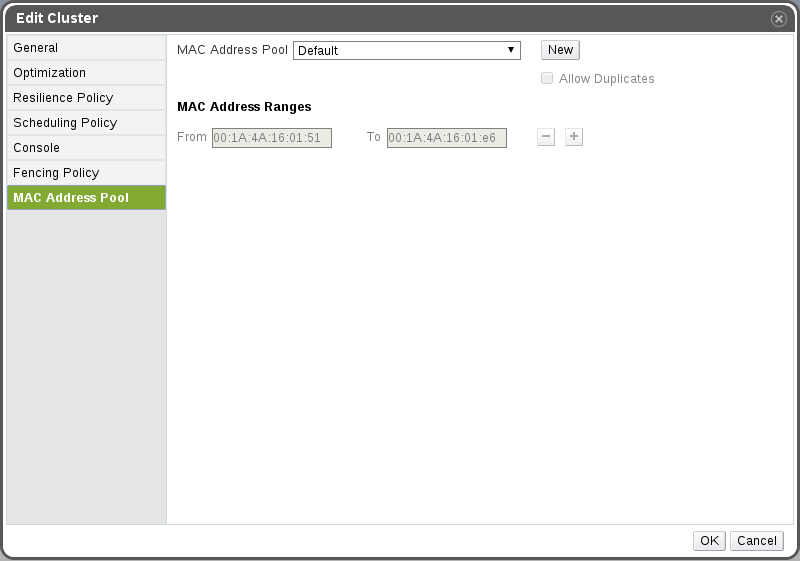 Edit Cluster
General
Optimization
Resilience Policy
Scheduling Policy
Console
Fencing Policy
MAC Address Pool
MAC Address Pool Default New
Allow Duplicates
MAC Address Ranges
From 00:1A:4A:16:01:51 To 00:1A:4A:16:01:e6 − +
OK Cancel